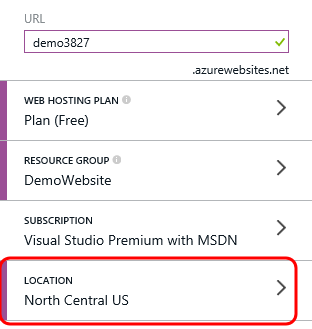 URL
demo3827
.azurewebsites.net
WEB HOSTING PLAN
Plan (Free)
RESOURCE GROUP
DemoWebsite
SUBSCRIPTION
Visual Studio Premium with MSDN
LOCATION
North Central US